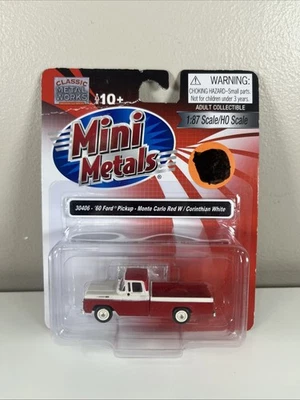 CLASSIC
METAL
WORKS
10+
WARNING:
CHOKING HAZARD-Small parts.
Not for children under 3 years.
ADULT COLLECTIBLE
1:87 Scale/HO Scale
Mini
Metals
30406 - '60 Ford® Pickup - Monte Carlo Red W / Corinthian White